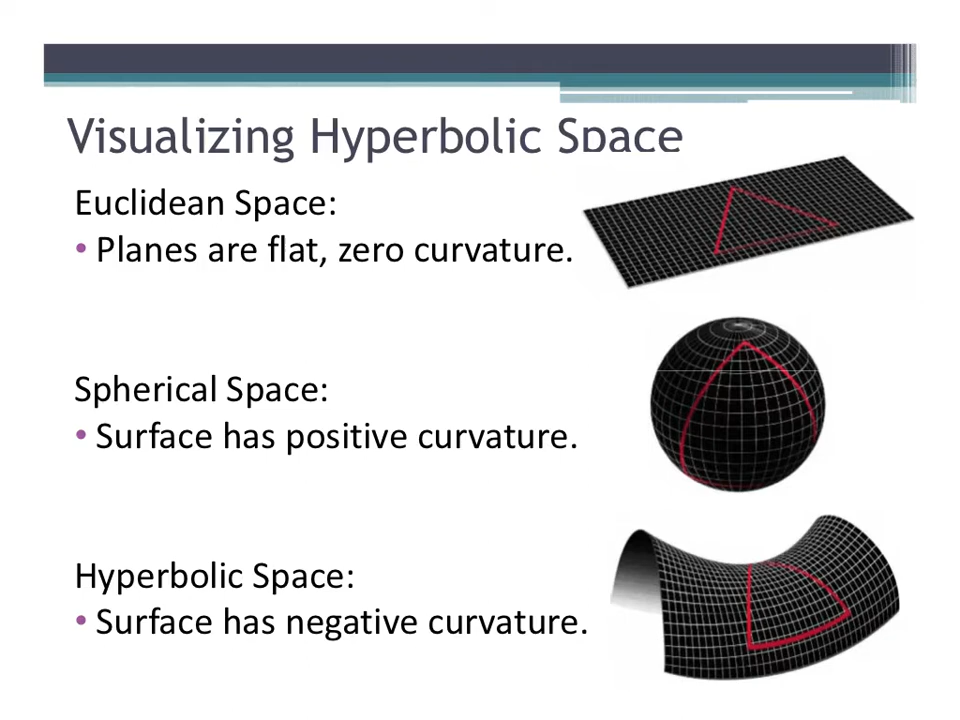 Visualizing Hyperbolic Space
Euclidean Space:
• Planes are flat, zero curvature.
Spherical Space:
• Surface has positive curvature.
Hyperbolic Space:
• Surface has negative curvature.